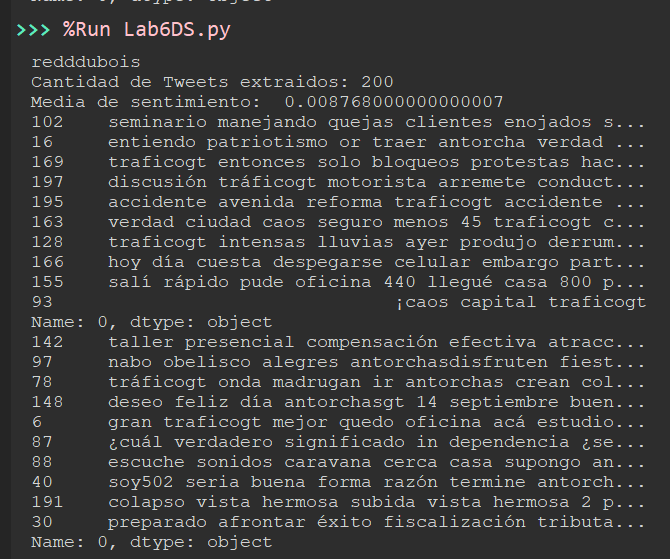 >>> %Run Lab6DS.py
redddubois
Cantidad de Tweets extraidos: 200
Media de sentimiento:  0.008768000000000007
102    seminario manejando quejas clientes enojados s...
16     entiendo patriotismo or traer antorcha verdad ...
169    traficogt entonces solo bloqueos protestas hac...
197    discusión tráficogt motorista arremete conduct...
195    accidente avenida reforma traficogt accidente ...
163    verdad ciudad caos seguro menos 45 traficogt c...
128    traficogt intensas lluvias ayer produjo derrum...
166    hoy día cuesta despegarse celular embargo part...
155    salí rápido pude oficina 440 llegué casa 800 p...
93                              ¡caos capital traficogt
Name: 0, dtype: object
142    taller presencial compensación efectiva atracc...
97     nabo obelisco alegres antorchasdisfruten fiest...
78     tráficogt onda madrugan ir antorchas crean col...
148    deseo feliz día antorchasgt 14 septiembre buen...
6      gran traficogt mejor quedo oficina acá estudio...
87     ¿cuál verdadero significado in dependencia ¿se...
88     escuche sonidos caravana cerca casa supongo an...
40     soy502 seria buena forma razón termine antorch...
191    colapso vista hermosa subida vista hermosa 2 p...
30     preparado afrontar éxito fiscalización tributa...
Name: 0, dtype: object